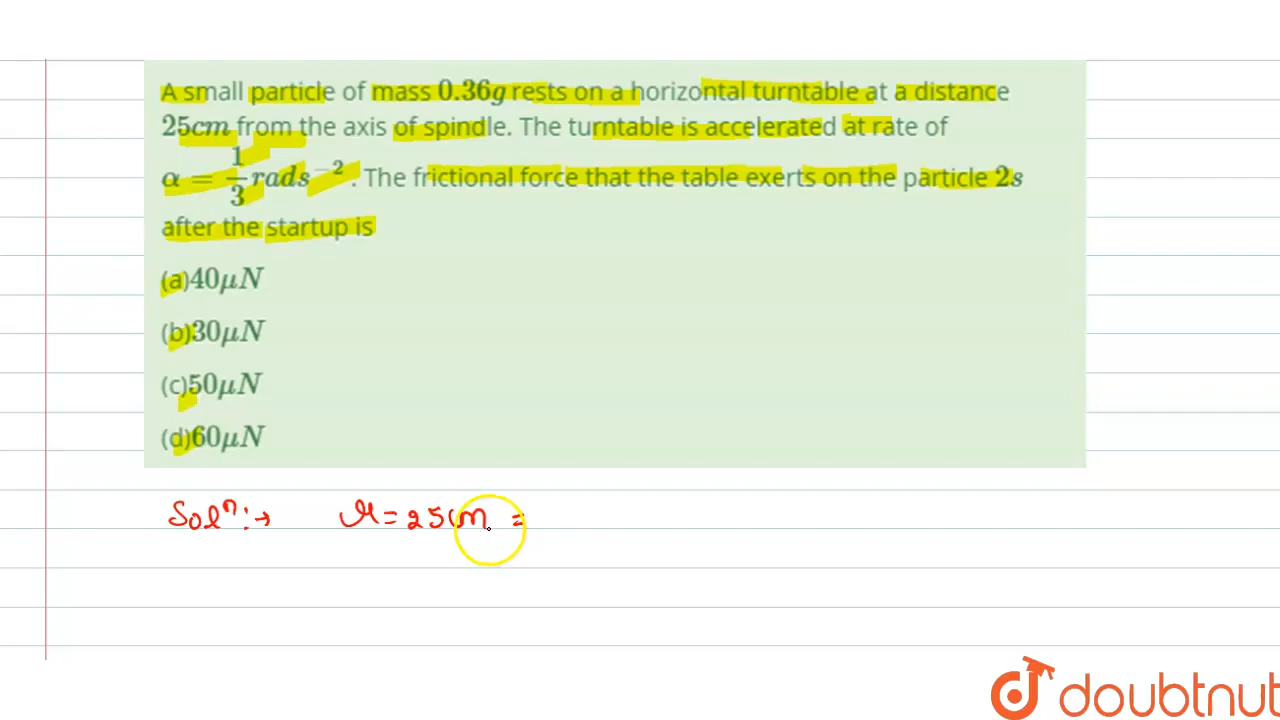 A small particle of mass 0.36g rests on a horizontal turntable at a distance
25cm from the axis of spindle. The turntable is accelerated at rate of
α = 1/3 rads⁻² . The frictional force that the table exerts on the particle 2s
after the startup is
(a)40μN
(b)30μN
(c)50μN
(d)60μN
Solⁿ:→ r = 25cm =
doubtnut